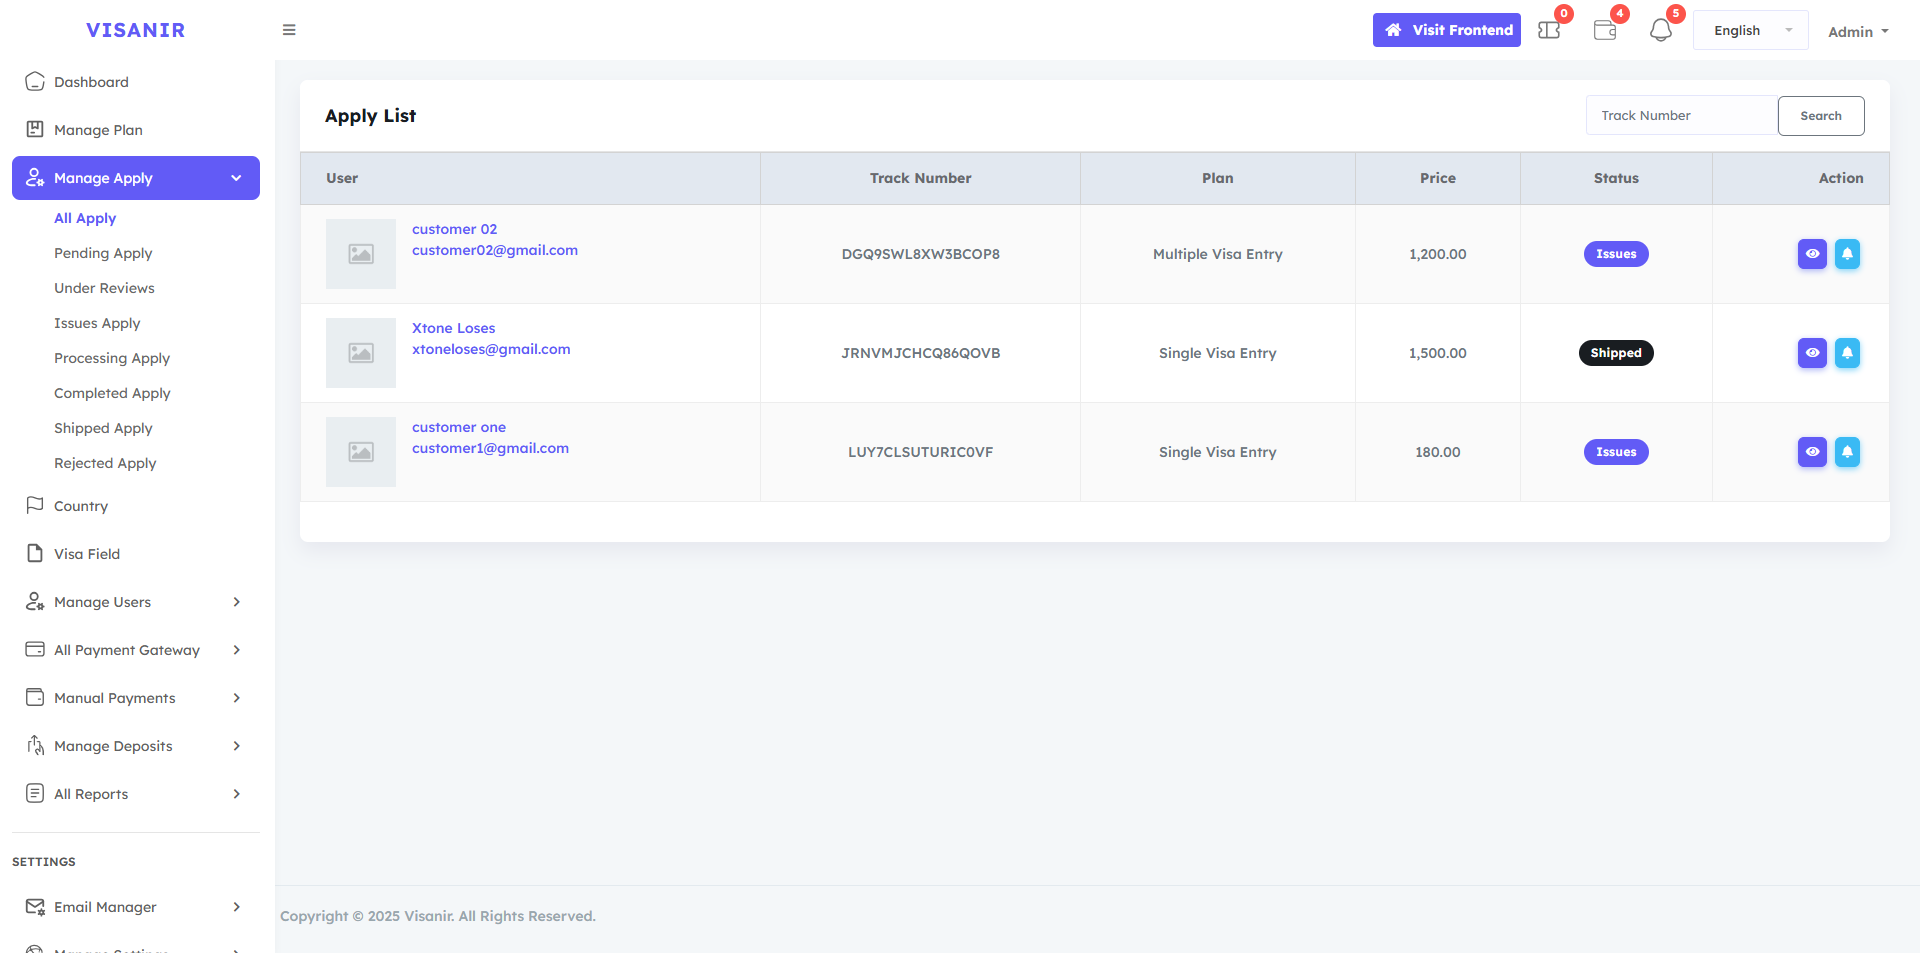 VISANIR
Visit Frontend
0
4
5
English
Admin
Dashboard
Manage Plan
Manage Apply
All Apply
Pending Apply
Under Reviews
Issues Apply
Processing Apply
Completed Apply
Shipped Apply
Rejected Apply
Country
Visa Field
Manage Users
All Payment Gateway
Manual Payments
Manage Deposits
All Reports
SETTINGS
Email Manager
Manage Settings
Apply List
Track Number
Search
User Track Number Plan Price Status Action
customer 02
customer02@gmail.com
DGQ9SWL8XW3BCOP8 Multiple Visa Entry 1,200.00 Issues
Xtone Loses
xtoneloses@gmail.com
JRNVMJCHCQ86QOVB Single Visa Entry 1,500.00 Shipped
customer one
customer1@gmail.com
LUY7CLSUTURIC0VF Single Visa Entry 180.00 Issues
Copyright © 2025 Visanir. All Rights Reserved.